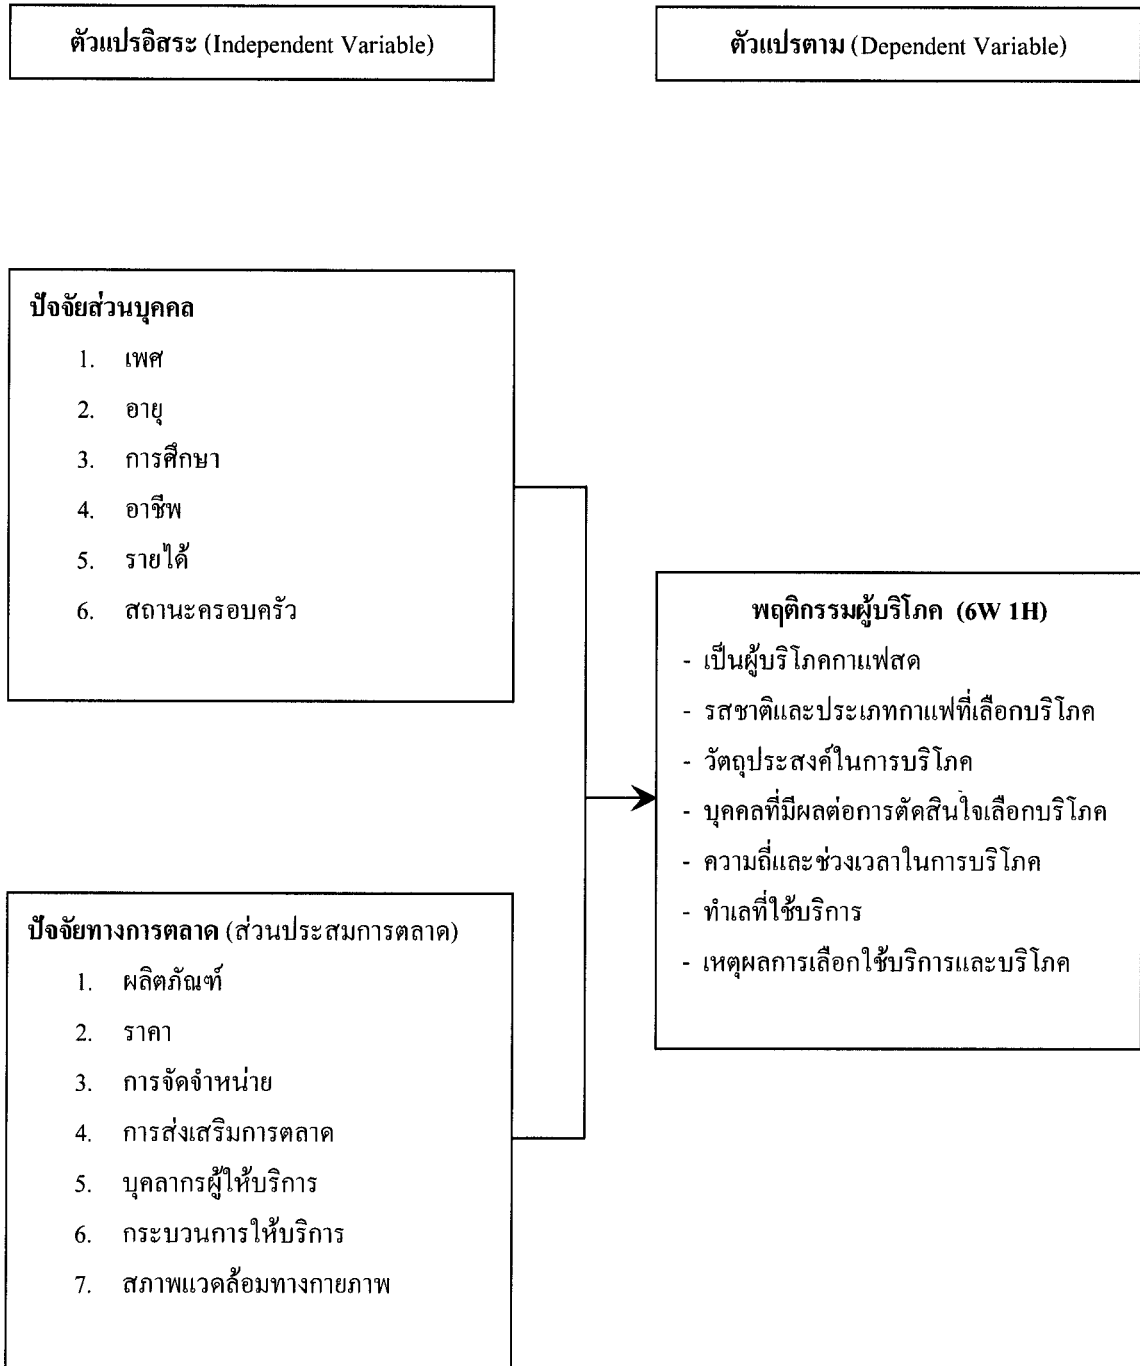 ตัวแปรอิสระ (Independent Variable)
ตัวแปรตาม (Dependent Variable)
ปัจจัยส่วนบุคคล
1. เพศ
2. อายุ
3. การศึกษา
4. อาชีพ
5. รายได้
6. สถานะครอบครัว
ปัจจัยทางการตลาด (ส่วนประสมการตลาด)
1. ผลิตภัณฑ์
2. ราคา
3. การจัดจำหน่าย
4. การส่งเสริมการตลาด
5. บุคลากรผู้ให้บริการ
6. กระบวนการให้บริการ
7. สภาพแวดล้อมทางกายภาพ
พฤติกรรมผู้บริโภค (6W 1H)
- เป็นผู้บริโภคกาแฟสด
- รสชาติและประเภทกาแฟที่เลือกบริโภค
- วัตถุประสงค์ในการบริโภค
- บุคคลที่มีผลต่อการตัดสินใจเลือกบริโภค
- ความถี่และช่วงเวลาในการบริโภค
- ทำเลที่ใช้บริการ
- เหตุผลการเลือกใช้บริการและบริโภค